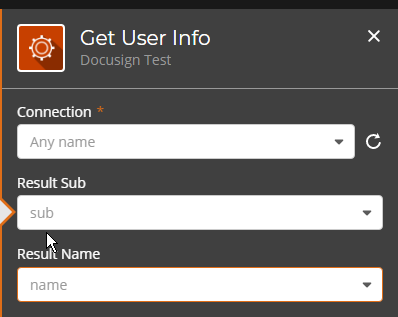 Get User Info
Docusign Test
Connection *
Any name
Result Sub
sub
Result Name
name